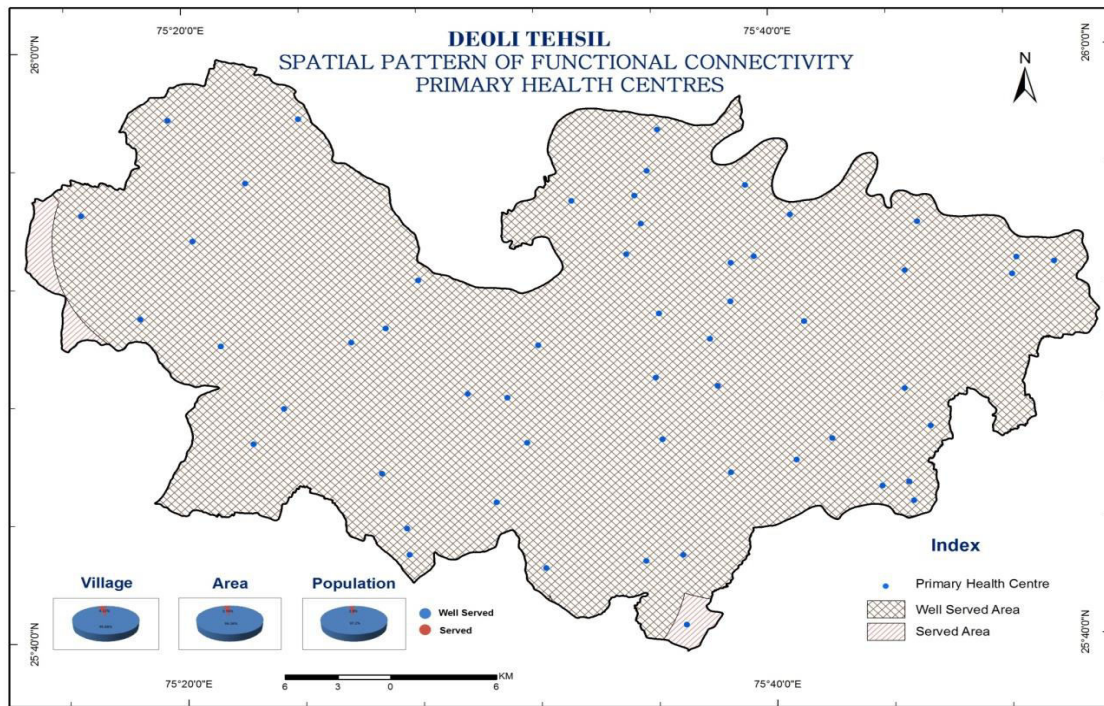 75°20'0"E
75°40'0"E
26°0'0"N
26°0'0"N
DEOLI TEHSIL
SPATIAL PATTERN OF FUNCTIONAL CONNECTIVITY
PRIMARY HEALTH CENTRES
N
Index
Primary Health Centre
Well Served Area
Served Area
Village
Area
Population
Well Served
Served
25°40'0"N
25°40'0"N
KM
6
3
0
6
75°20'0"E
75°40'0"E